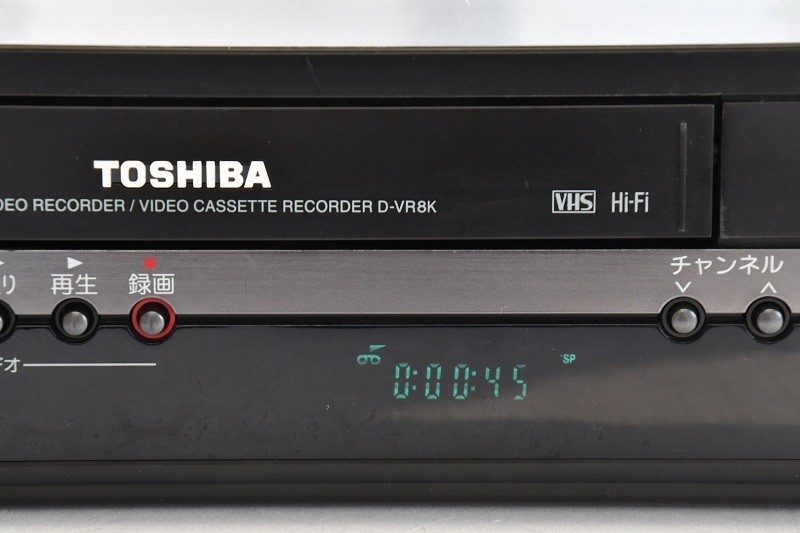 TOSHIBA
DEO RECORDER / VIDEO CASSETTE RECORDER D-VR8K
VHS Hi-Fi
り 再生 録画 チャンネル
SP
0:00:45
オ